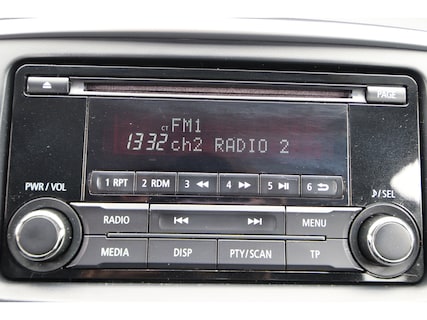 PAGE
CT FM1
1332 ch2 RADIO 2
1 RPT 2 RDM 3 ◀◀ 4 ▶▶ 5 ▶II 6 ⮌
PWR / VOL ♪/SEL
RADIO I◀◀ ▶▶I MENU
MEDIA DISP PTY/SCAN TP